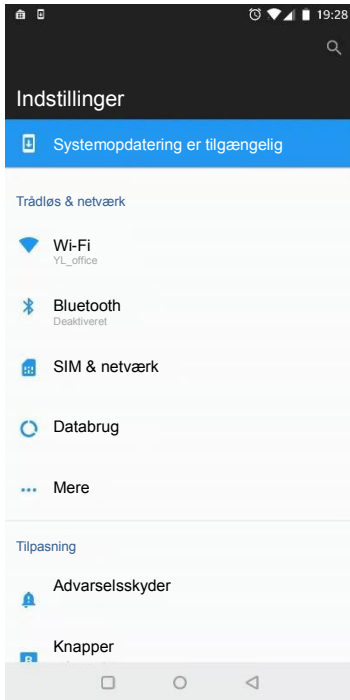 19:28
Indstillinger
Systemopdatering er tilgængelig
Trådløs & netværk
Wi-Fi
YL_office
Bluetooth
Deaktiveret
SIM & netværk
Databrug
Mere
Tilpasning
Advarselsskyder
Knapper